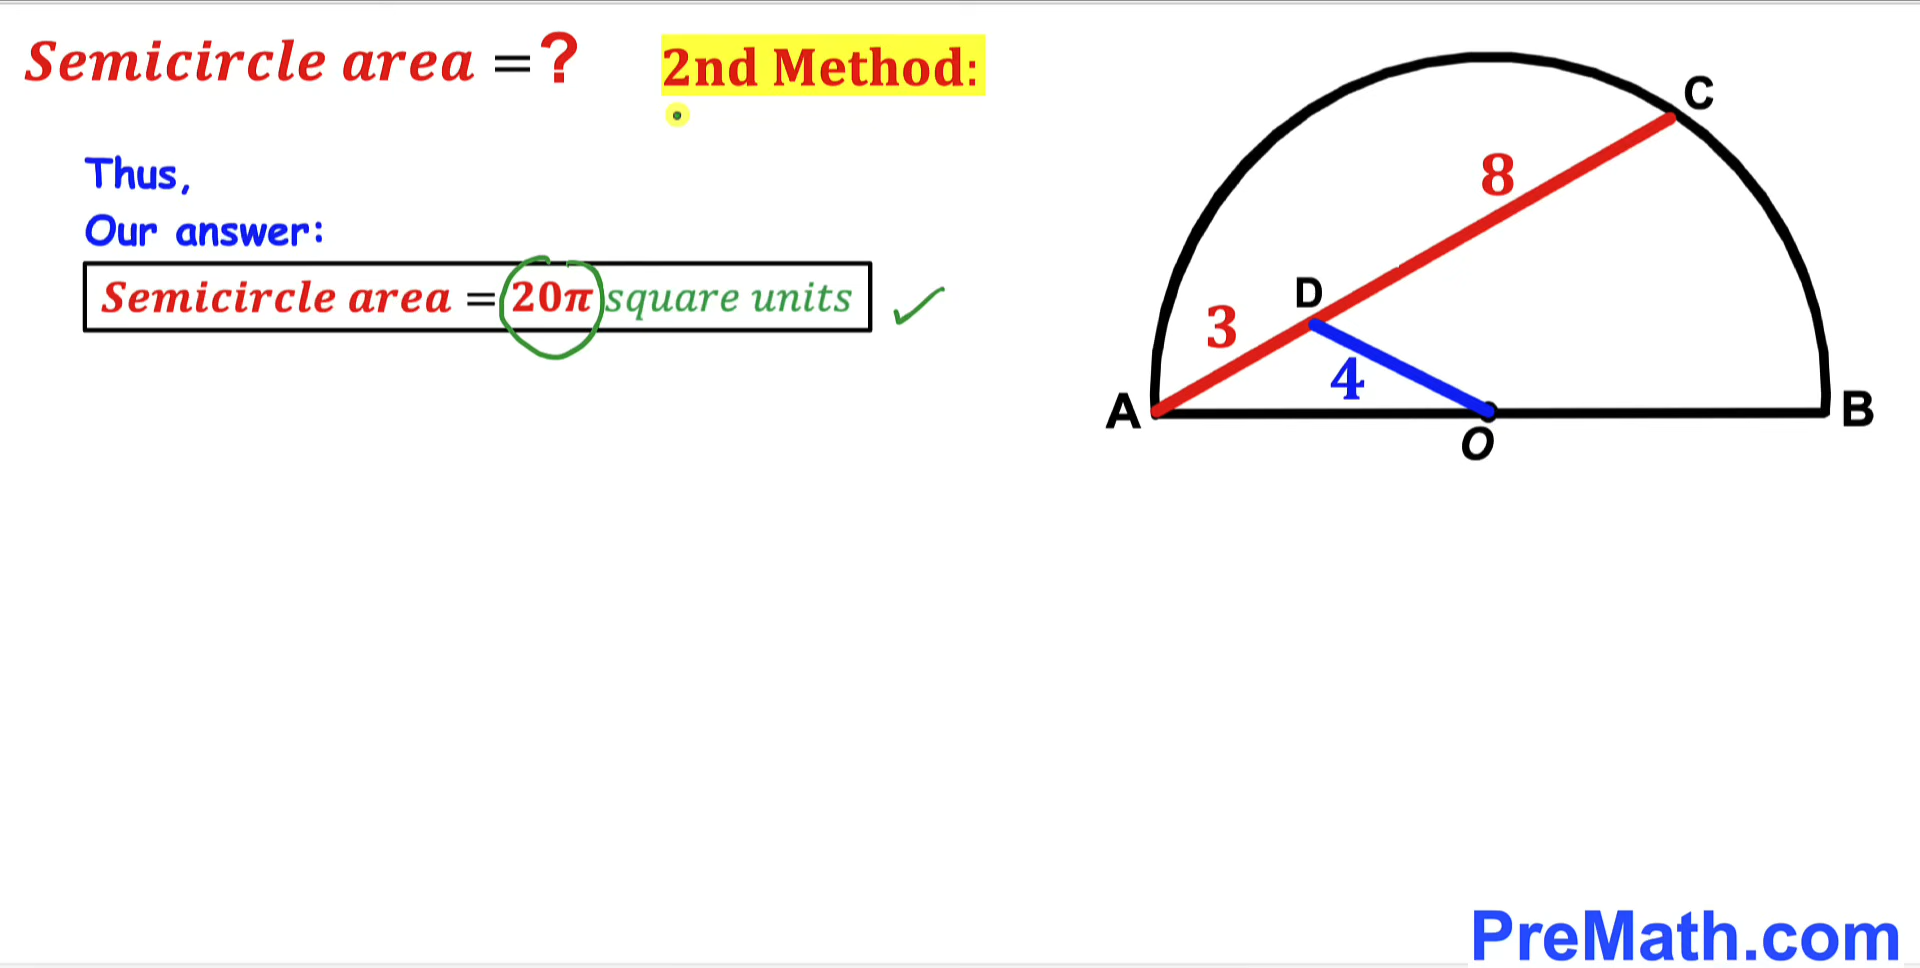 Semicircle area =?
2nd Method:
Thus,
Our answer:
Semicircle area = 20π square units
C
8
D
3
4
A
B
O
PreMath.com